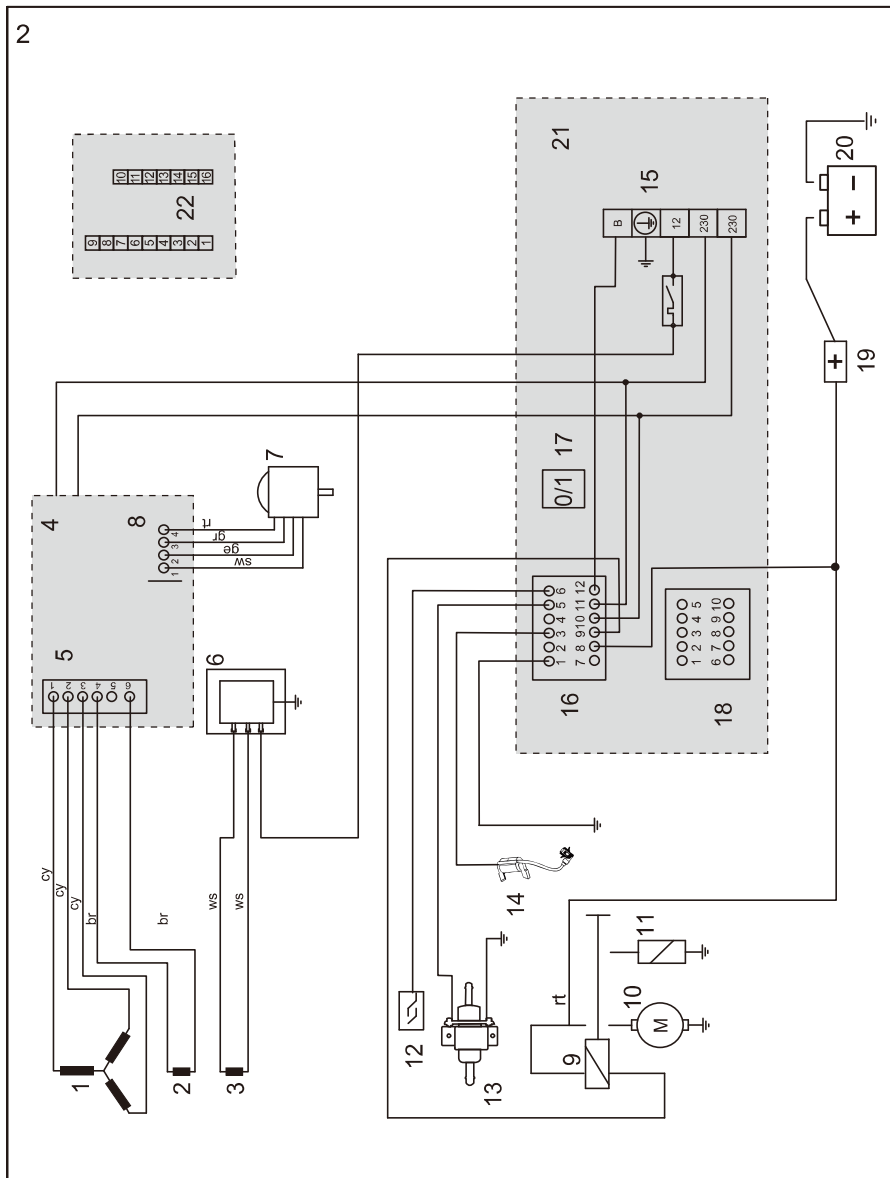 2
10 11 12 13 14 15 16
22
9 8 7 6 5 4 3 2 1
21
15
B 12 230 230
20
+ −
+
19
4
8
4 3 2 1
rt
gr
ge
sw
7
5
1 2 3 4 5 6
6
0/1
17
1 2 3 4 5 6
7 8 9 10 11 12
16
1 2 3 4 5
6 7 8 9 10
18
cy
cy
cy
br
br
ws
ws
1
2
3
14
12
13
rt
11
10
M
9